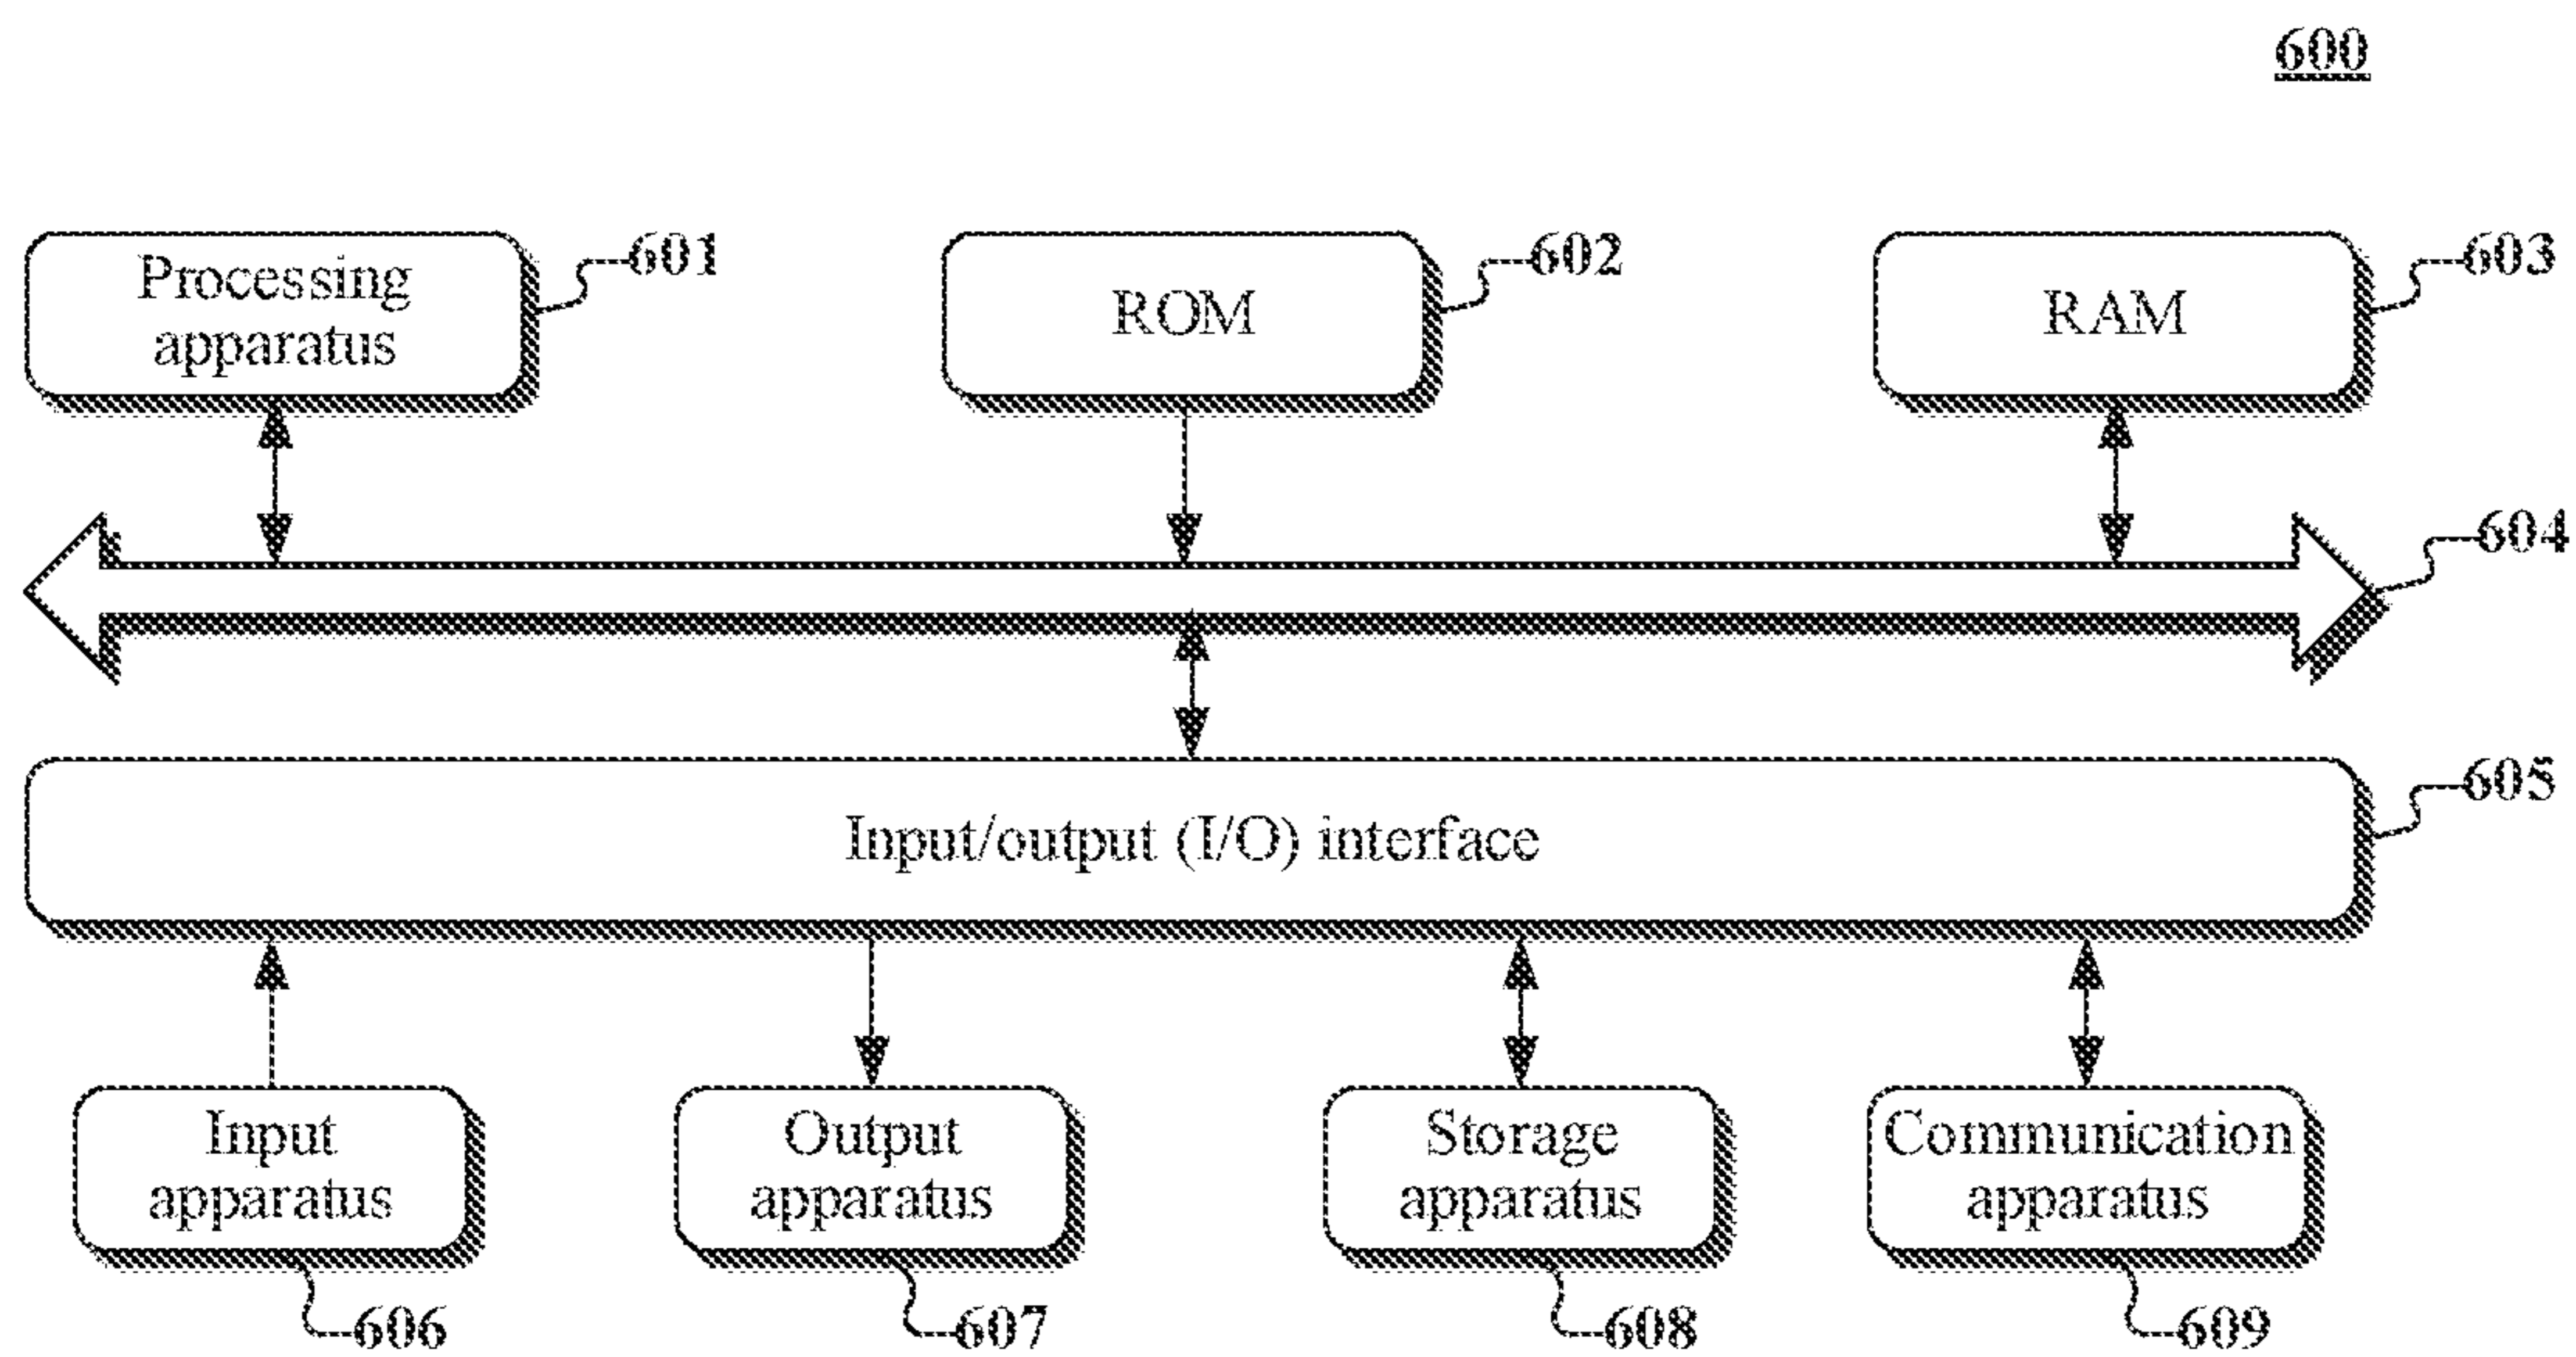 600
Processing
apparatus
601
ROM
602
RAM
603
604
Input/output (I/O) interface
605
Input
apparatus
Output
apparatus
Storage
apparatus
Communication
apparatus
606
607
608
609